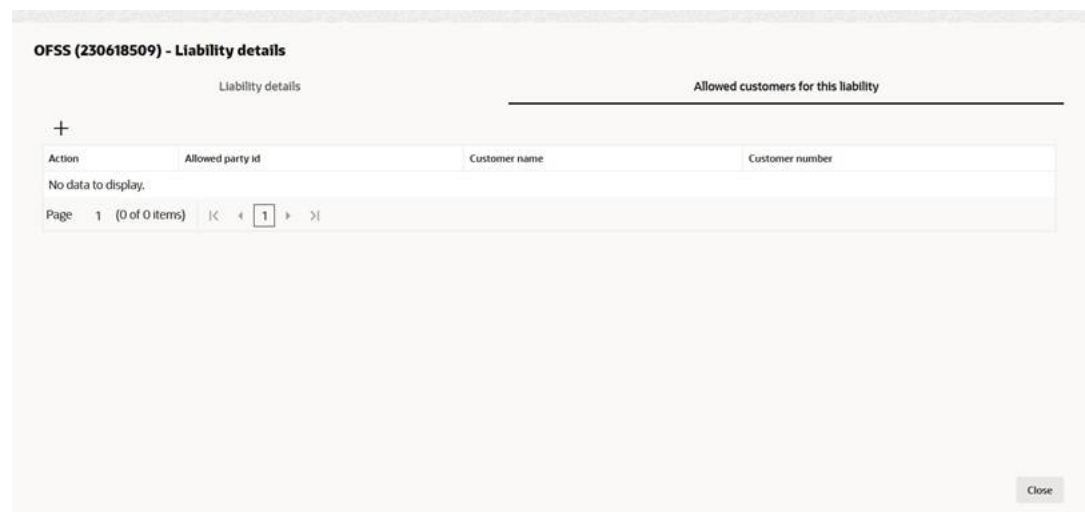 OFSS (230618509) - Liability details
Liability details Allowed customers for this liability
+
Action Allowed party id Customer name Customer number
No data to display.
Page 1 (0 of 0 items) 1
Close